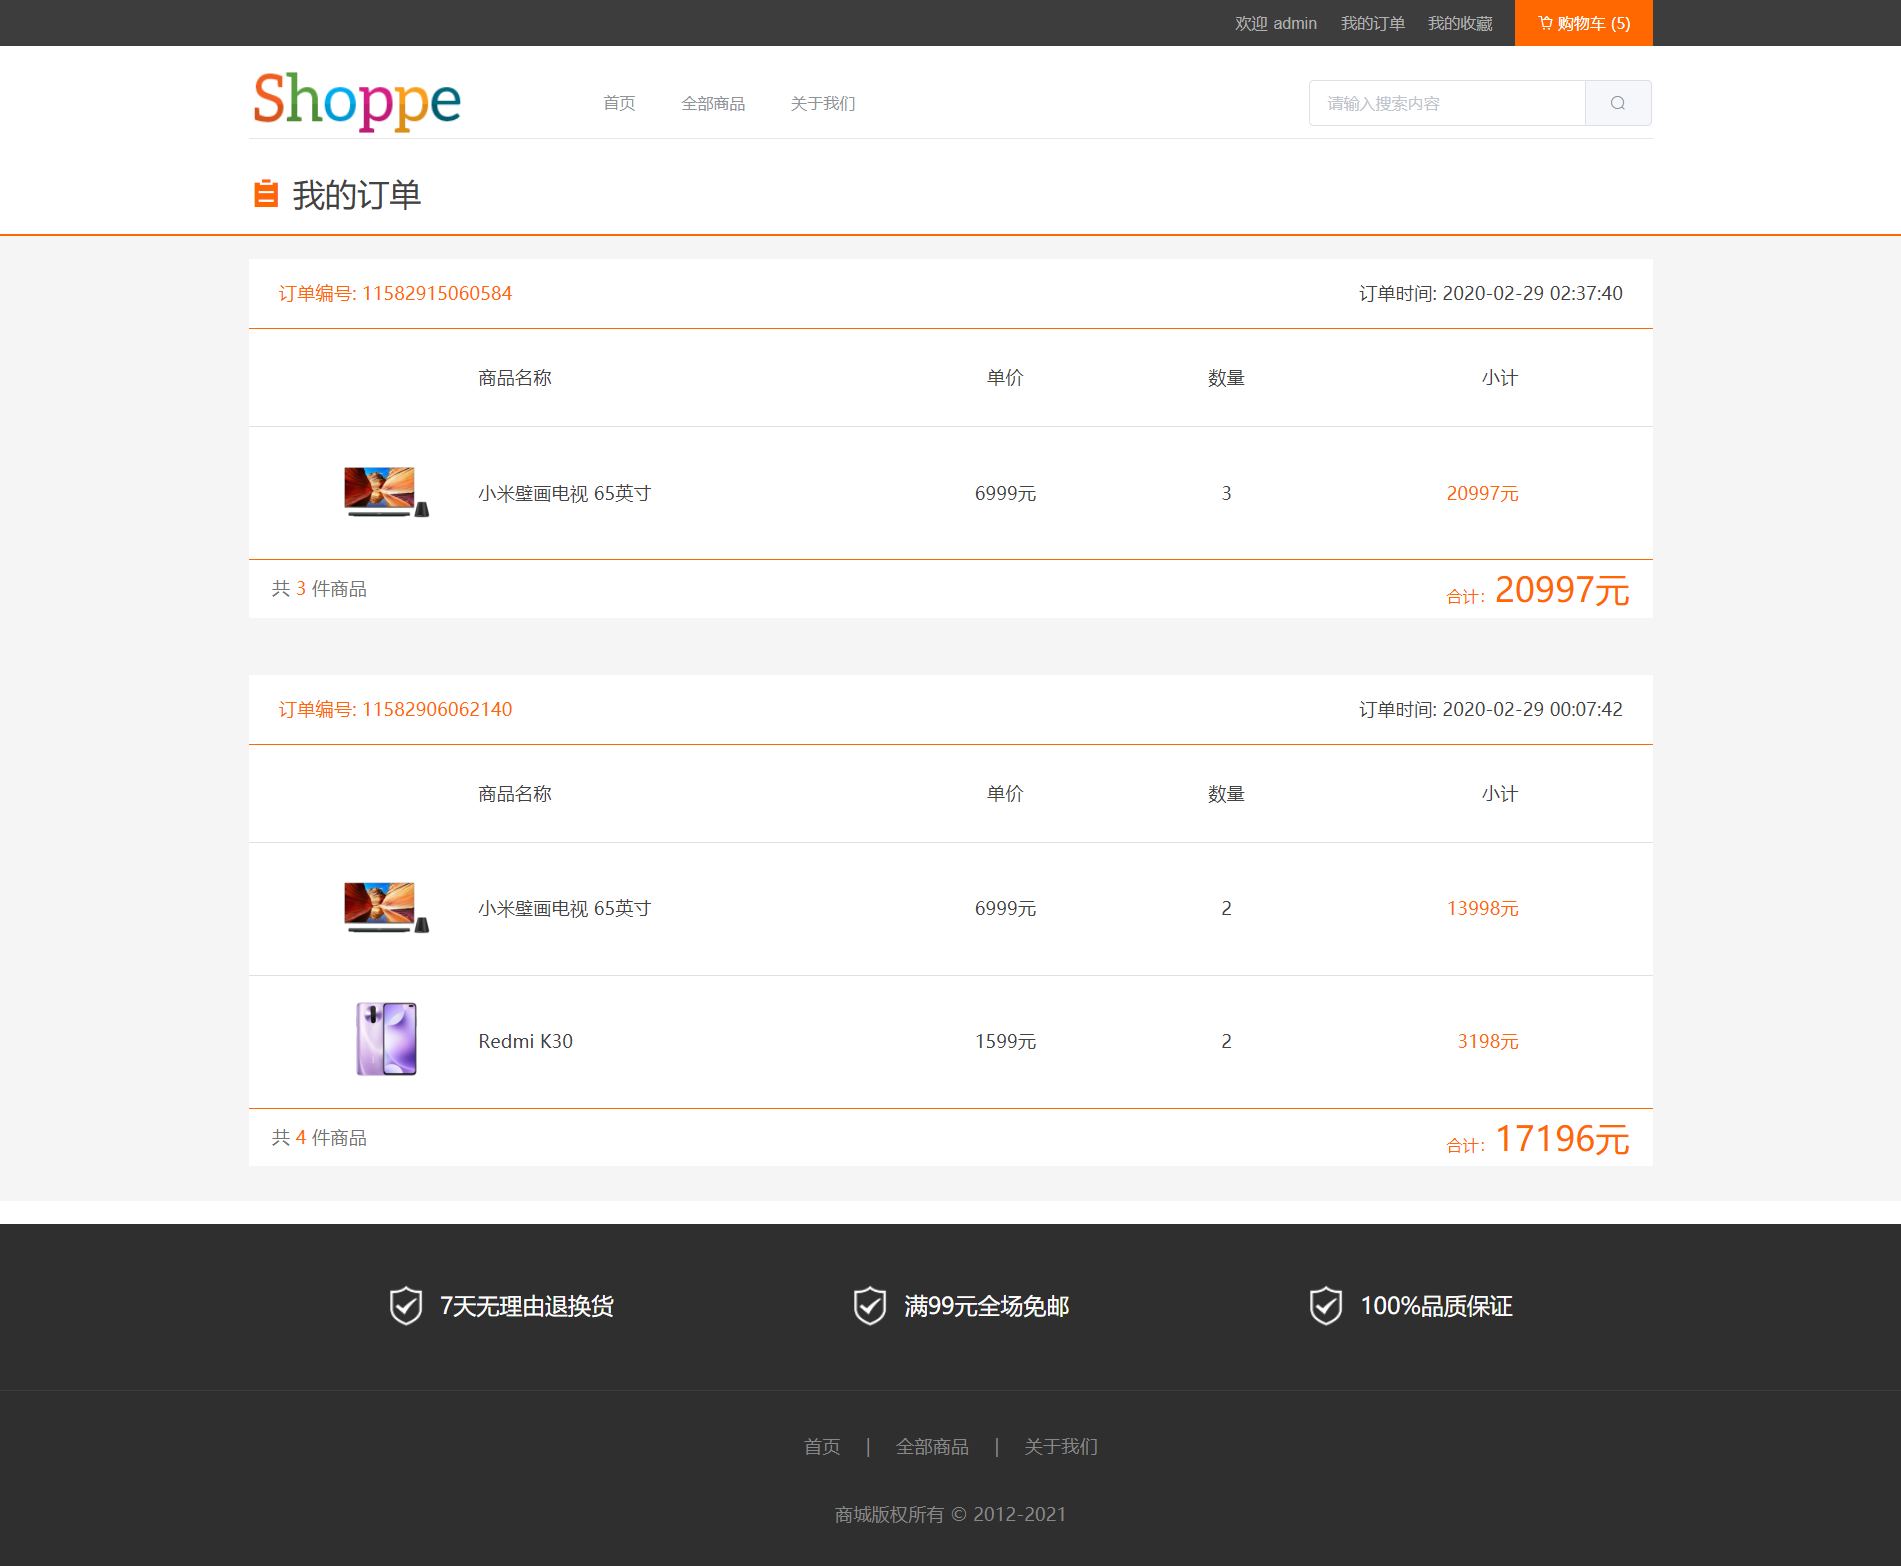 欢迎 admin 我的订单 我的收藏 购物车 (5)
Shoppe 首页 全部商品 关于我们 请输入搜索内容
我的订单
订单编号: 11582915060584 订单时间: 2020-02-29 02:37:40
商品名称 单价 数量 小计
小米壁画电视 65英寸 6999元 3 20997元
共 3 件商品 合计: 20997元
订单编号: 11582906062140 订单时间: 2020-02-29 00:07:42
商品名称 单价 数量 小计
小米壁画电视 65英寸 6999元 2 13998元
Redmi K30 1599元 2 3198元
共 4 件商品 合计: 17196元
7天无理由退换货 满99元全场免邮 100%品质保证
首页 | 全部商品 | 关于我们
商城版权所有 © 2012-2021